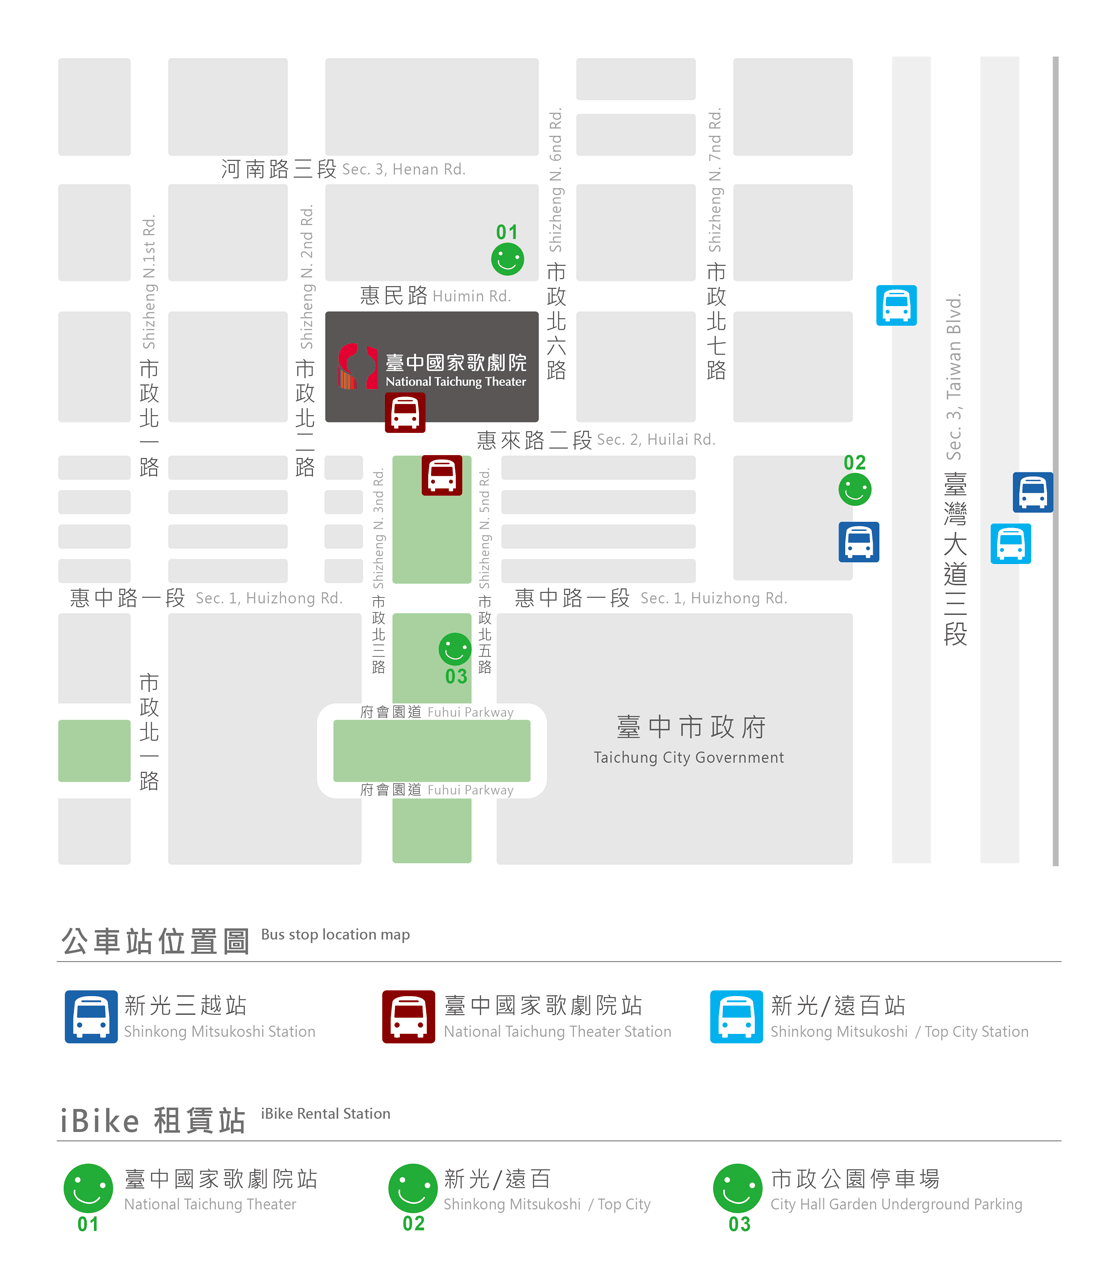 河南路三段 Sec. 3, Henan Rd.
Shizheng N.1st Rd.
市政北一路
Shizheng N. 2nd Rd.
市政北二路
Shizheng N. 6nd Rd.
市政北六路
Shizheng N. 7nd Rd.
市政北七路
01
惠民路 Huimin Rd.
臺中國家歌劇院
National Taichung Theater
惠來路二段 Sec. 2, Huilai Rd.
02
Sec. 3, Taiwan Blvd.
臺灣大道三段
Shizheng N. 3nd Rd.
市政北三路
Shizheng N. 5nd Rd.
市政北五路
惠中路一段 Sec. 1, Huizhong Rd.
惠中路一段 Sec. 1, Huizhong Rd.
03
市政北一路
府會園道 Fuhui Parkway
臺中市政府
Taichung City Government
府會園道 Fuhui Parkway
公車站位置圖 Bus stop location map
新光三越站
Shinkong Mitsukoshi Station
臺中國家歌劇院站
National Taichung Theater Station
新光/遠百站
Shinkong Mitsukoshi / Top City Station
iBike 租賃站 iBike Rental Station
01
臺中國家歌劇院站
National Taichung Theater
02
新光/遠百
Shinkong Mitsukoshi / Top City
03
市政公園停車場
City Hall Garden Underground Parking